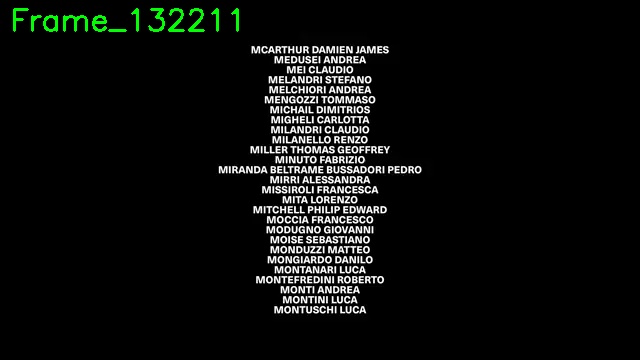 Frame_132211
MCARTHUR DAMIEN JAMES
MEDUSEI ANDREA
MEI CLAUDIO
MELANDRI STEFANO
MELCHIORI ANDREA
MENGOZZI TOMMASO
MICHAIL DIMITRIOS
MIGHELI CARLOTTA
MILANDRI CLAUDIO
MILANELLO RENZO
MILLER THOMAS GEOFFREY
MINUTO FABRIZIO
MIRANDA BELTRAME BUSSADORI PEDRO
MIRRI ALESSANDRA
MISSIROLI FRANCESCA
MITA LORENZO
MITCHELL PHILIP EDWARD
MOCCIA FRANCESCO
MODUGNO GIOVANNI
MOISE SEBASTIANO
MONDUZZI MATTEO
MONGIARDO DANILO
MONTANARI LUCA
MONTEFREDINI ROBERTO
MONTI ANDREA
MONTINI LUCA
MONTUSCHI LUCA